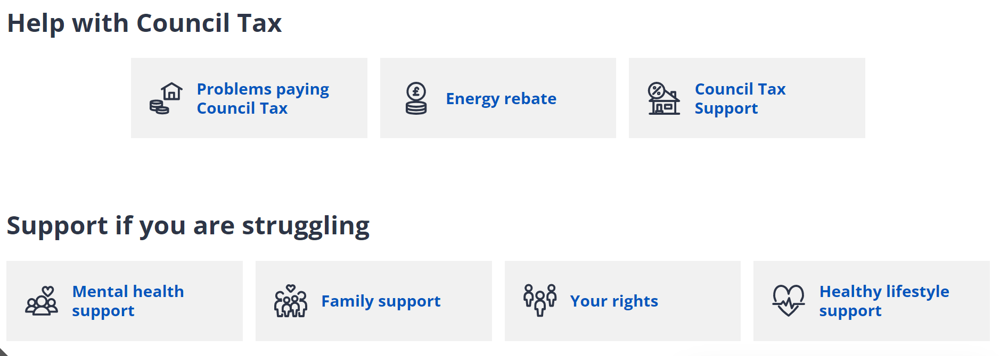 Help with Council Tax
Problems paying
Council Tax
Energy rebate
Council Tax
Support
Support if you are struggling
Mental health
support
Family support
Your rights
Healthy lifestyle
support